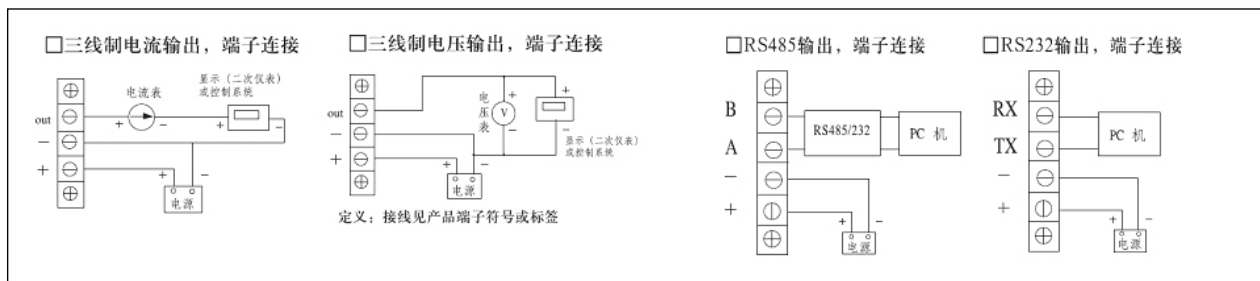 □三线制电流输出，端子连接
显示（二次仪表）
或控制系统
电流表
out
+
−
+
−
−
+
+
−
电源
□三线制电压输出，端子连接
out
−
+
电压表
+
−
V
+
−
显示（二次仪表）
或控制系统
+
−
电源
定义：接线见产品端子符号或标签
□RS485输出，端子连接
B
A
−
+
RS485/232
PC 机
+
−
电源
□RS232输出，端子连接
RX
TX
−
+
PC 机
+
−
电源